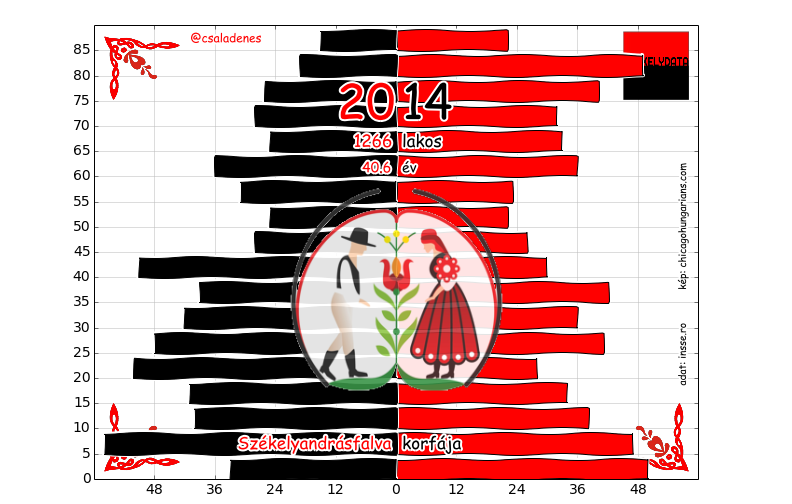 @csaladenes
SZÉKELYDATA
2014
1266 lakos
40.6 év
kép: chicagohungarians.com
adat: insse.ro
Székelyandrásfalva korfája
85
80
75
70
65
60
55
50
45
40
35
30
25
20
15
10
5
0
48 36 24 12 0 12 24 36 48